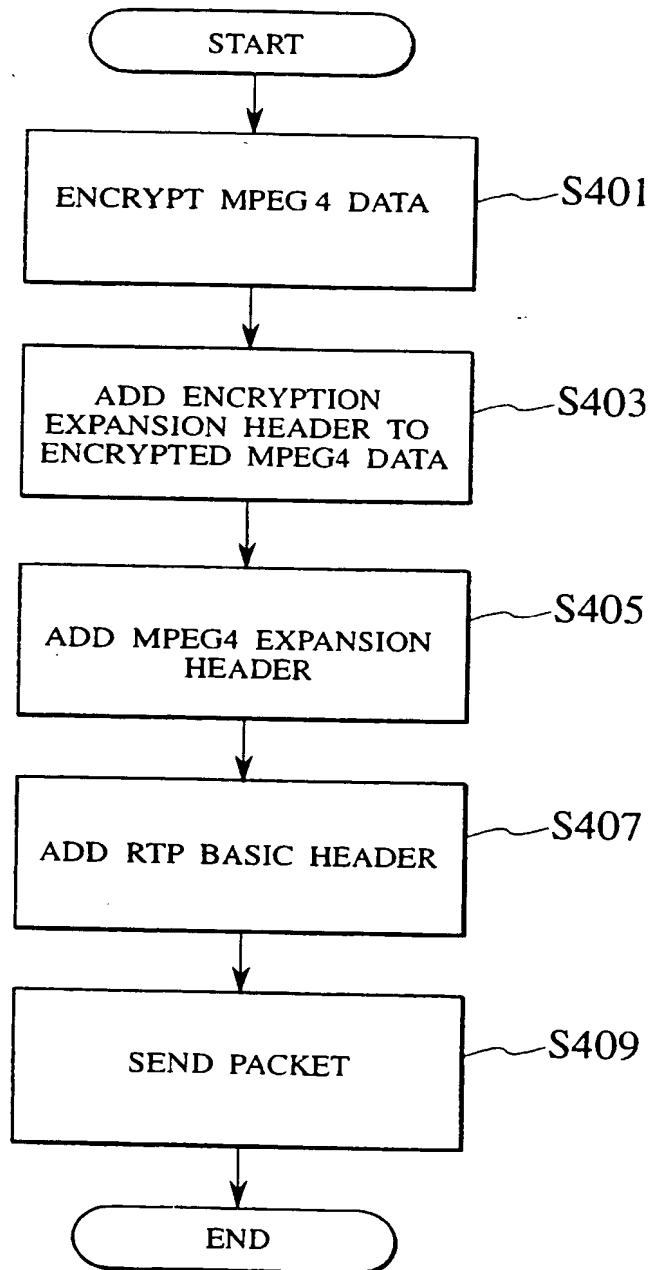 START
ENCRYPT MPEG 4 DATA
S401
ADD ENCRYPTION
EXPANSION HEADER TO
ENCRYPTED MPEG4 DATA
S403
ADD MPEG4 EXPANSION
HEADER
S405
ADD RTP BASIC HEADER
S407
SEND PACKET
S409
END